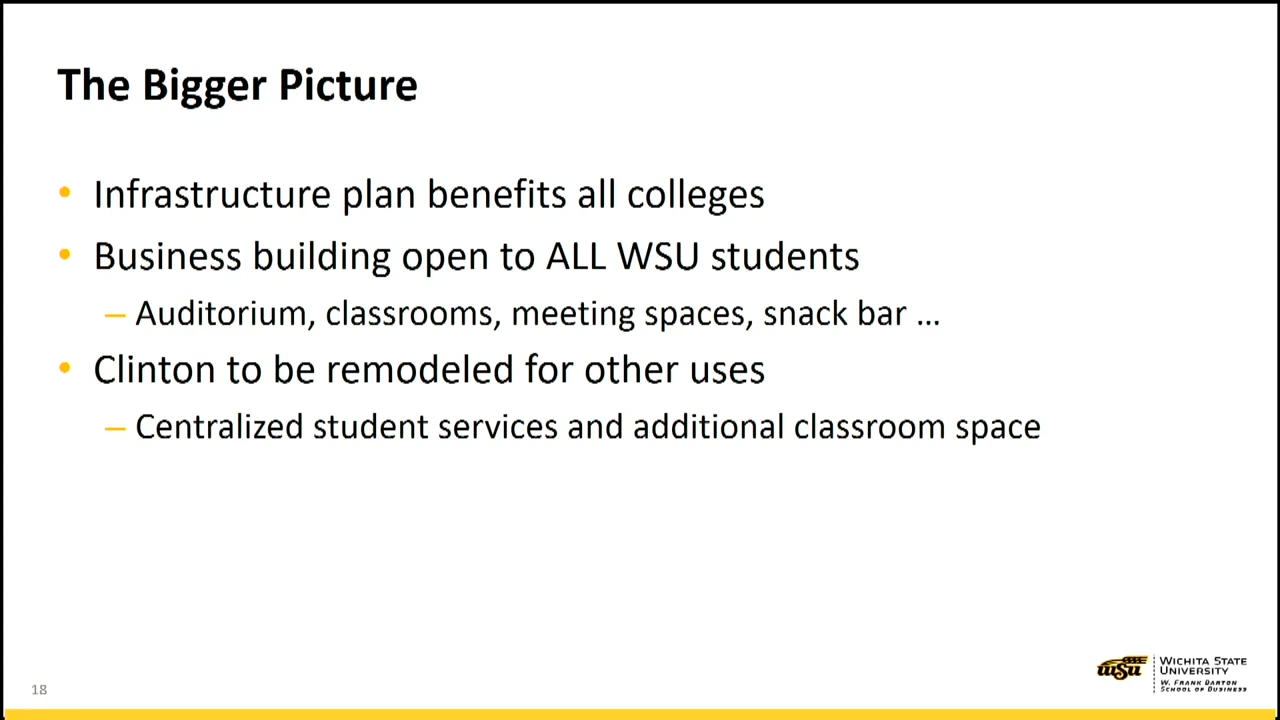 The Bigger Picture
• Infrastructure plan benefits all colleges
• Business building open to ALL WSU students
– Auditorium, classrooms, meeting spaces, snack bar ...
• Clinton to be remodeled for other uses
– Centralized student services and additional classroom space
18
WSU
WICHITA STATE
UNIVERSITY
W. FRANK BARTON
SCHOOL OF BUSINESS